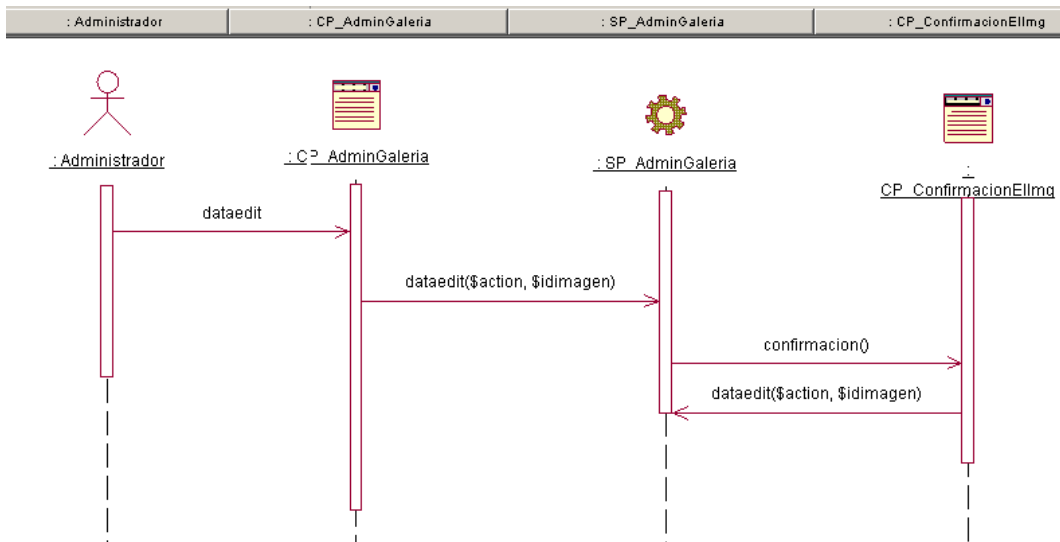 : Administrador
: CP_AdminGaleria
: SP_AdminGaleria
: CP_ConfirmacionElImg
: Administrador
: CP_AdminGaleria
: SP_AdminGaleria
:
CP_ConfirmacionElImg
dataedit
dataedit($action, $idimagen)
confirmacion()
dataedit($action, $idimagen)